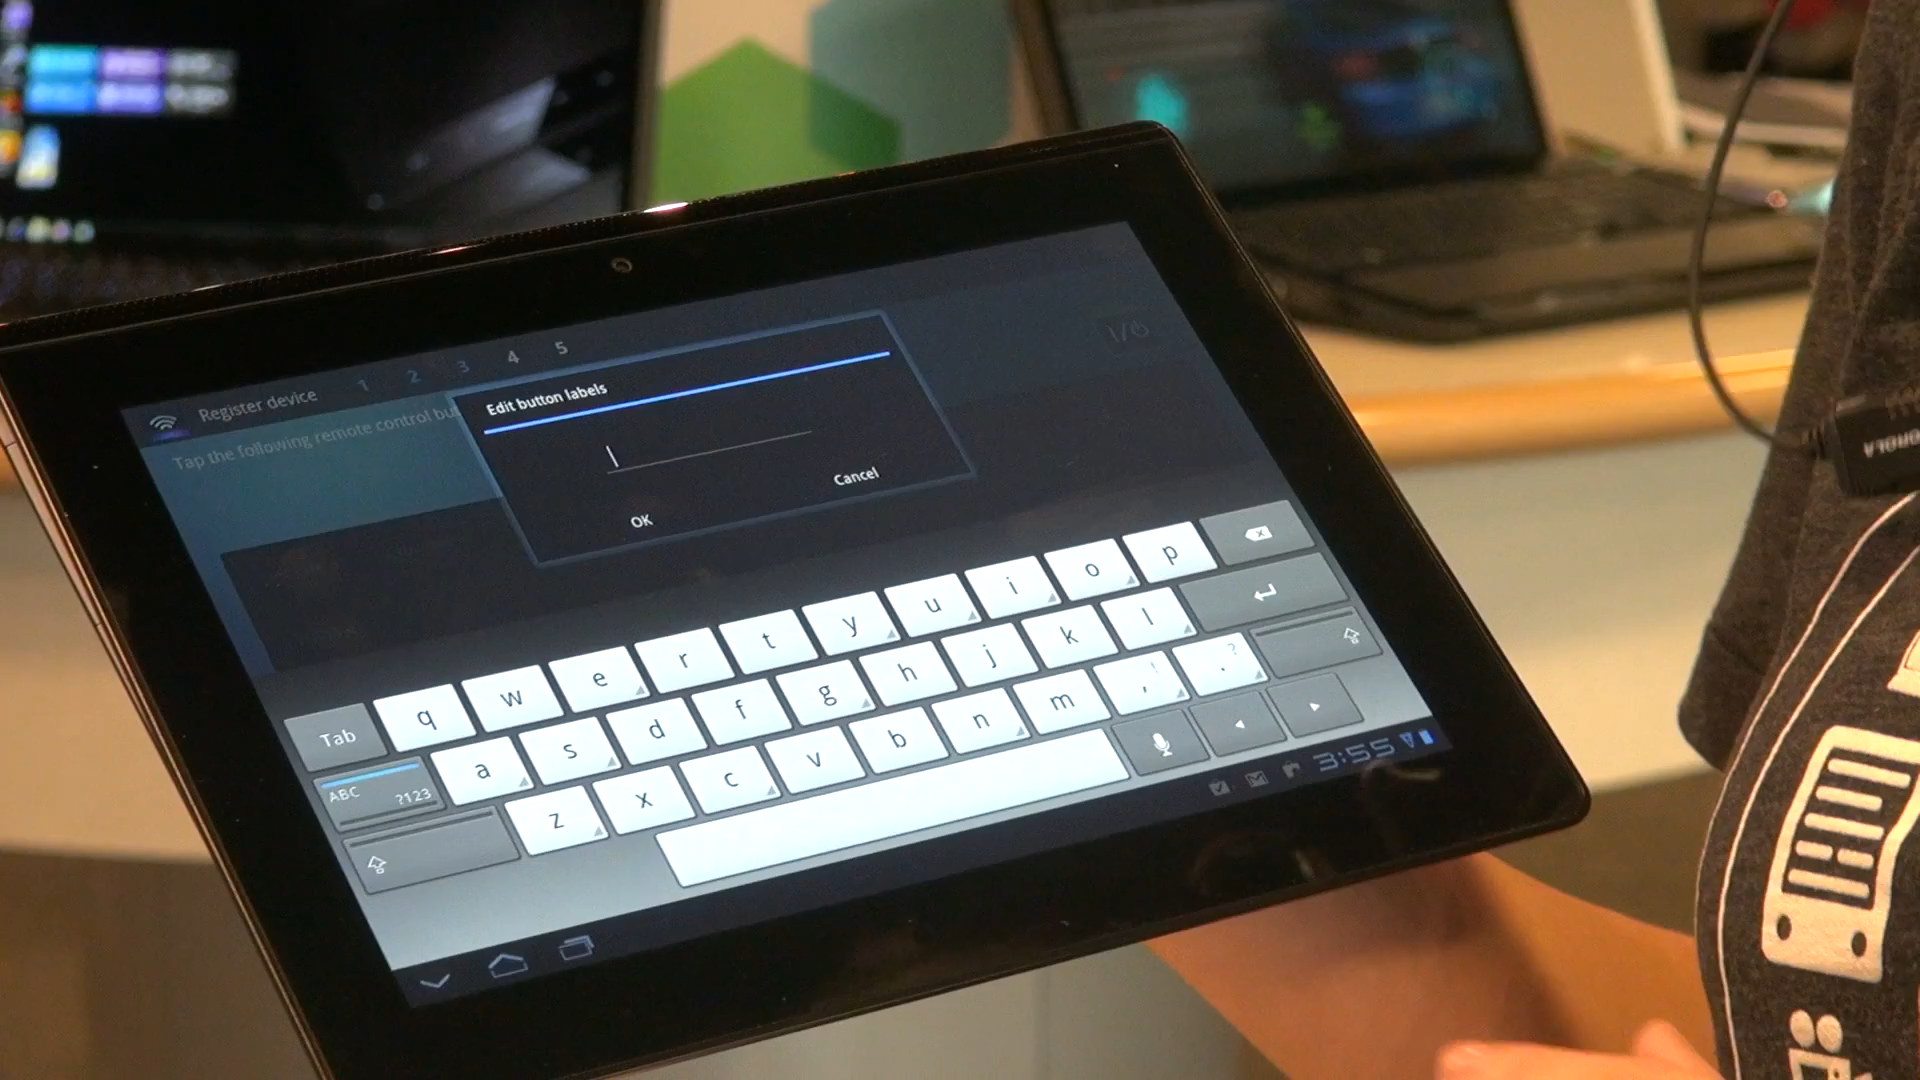 Register device 1 2 3 4 5
Tap the following remote control but
Edit button labels
Cancel
OK
Tab q w e r t y u i o p
a s d f g h j k l
ABC ?123
z x c v b n m , ! . ?
3:55